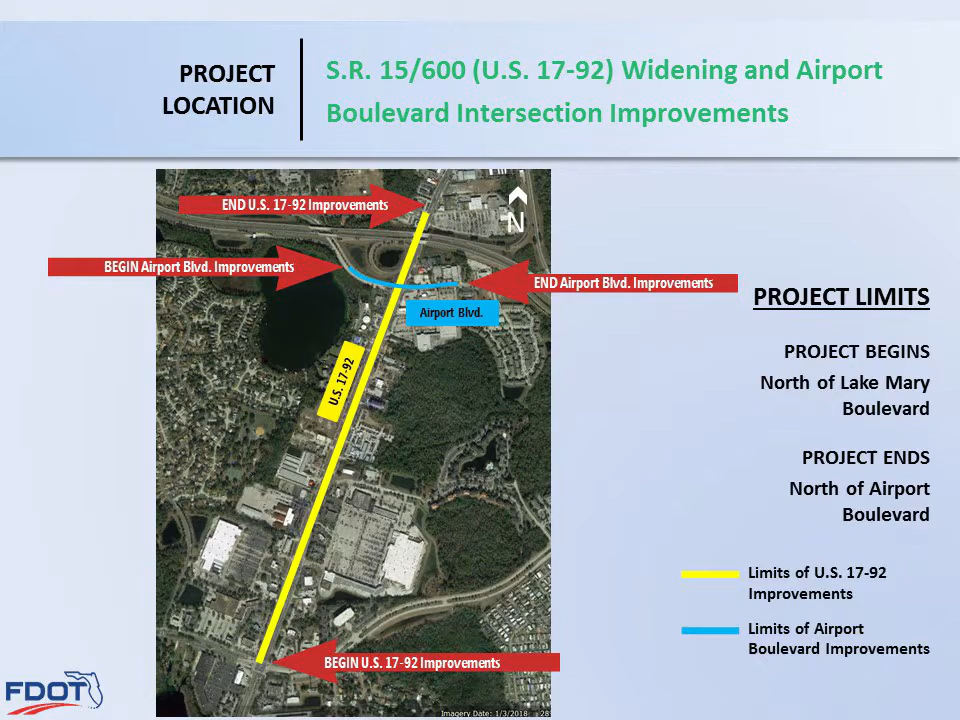 PROJECT
LOCATION
S.R. 15/600 (U.S. 17-92) Widening and Airport
Boulevard Intersection Improvements
END U.S. 17-92 Improvements
N
BEGIN Airport Blvd. Improvements
END Airport Blvd. Improvements
Airport Blvd.
U.S. 17-92
BEGIN U.S. 17-92 Improvements
Imagery Date: 1/3/2018
PROJECT LIMITS
PROJECT BEGINS
North of Lake Mary
Boulevard
PROJECT ENDS
North of Airport
Boulevard
Limits of U.S. 17-92
Improvements
Limits of Airport
Boulevard Improvements
FDOT